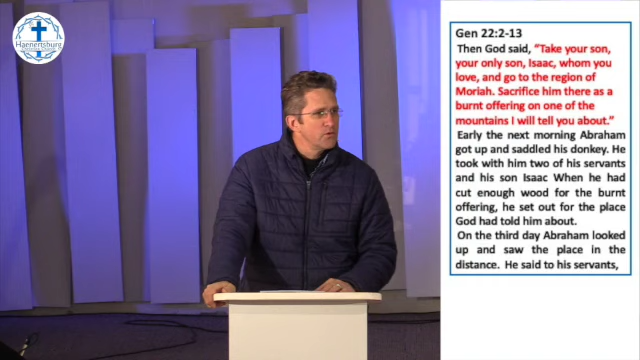 Haenertsburg
Christian Church
Gen 22:2-13
Then God said, “Take your son,
your only son, Isaac, whom you
love, and go to the region of
Moriah. Sacrifice him there as a
burnt offering on one of the
mountains I will tell you about.”
Early the next morning Abraham
got up and saddled his donkey. He
took with him two of his servants
and his son Isaac When he had
cut enough wood for the burnt
offering, he set out for the place
God had told him about.
On the third day Abraham looked
up and saw the place in the
distance. He said to his servants,